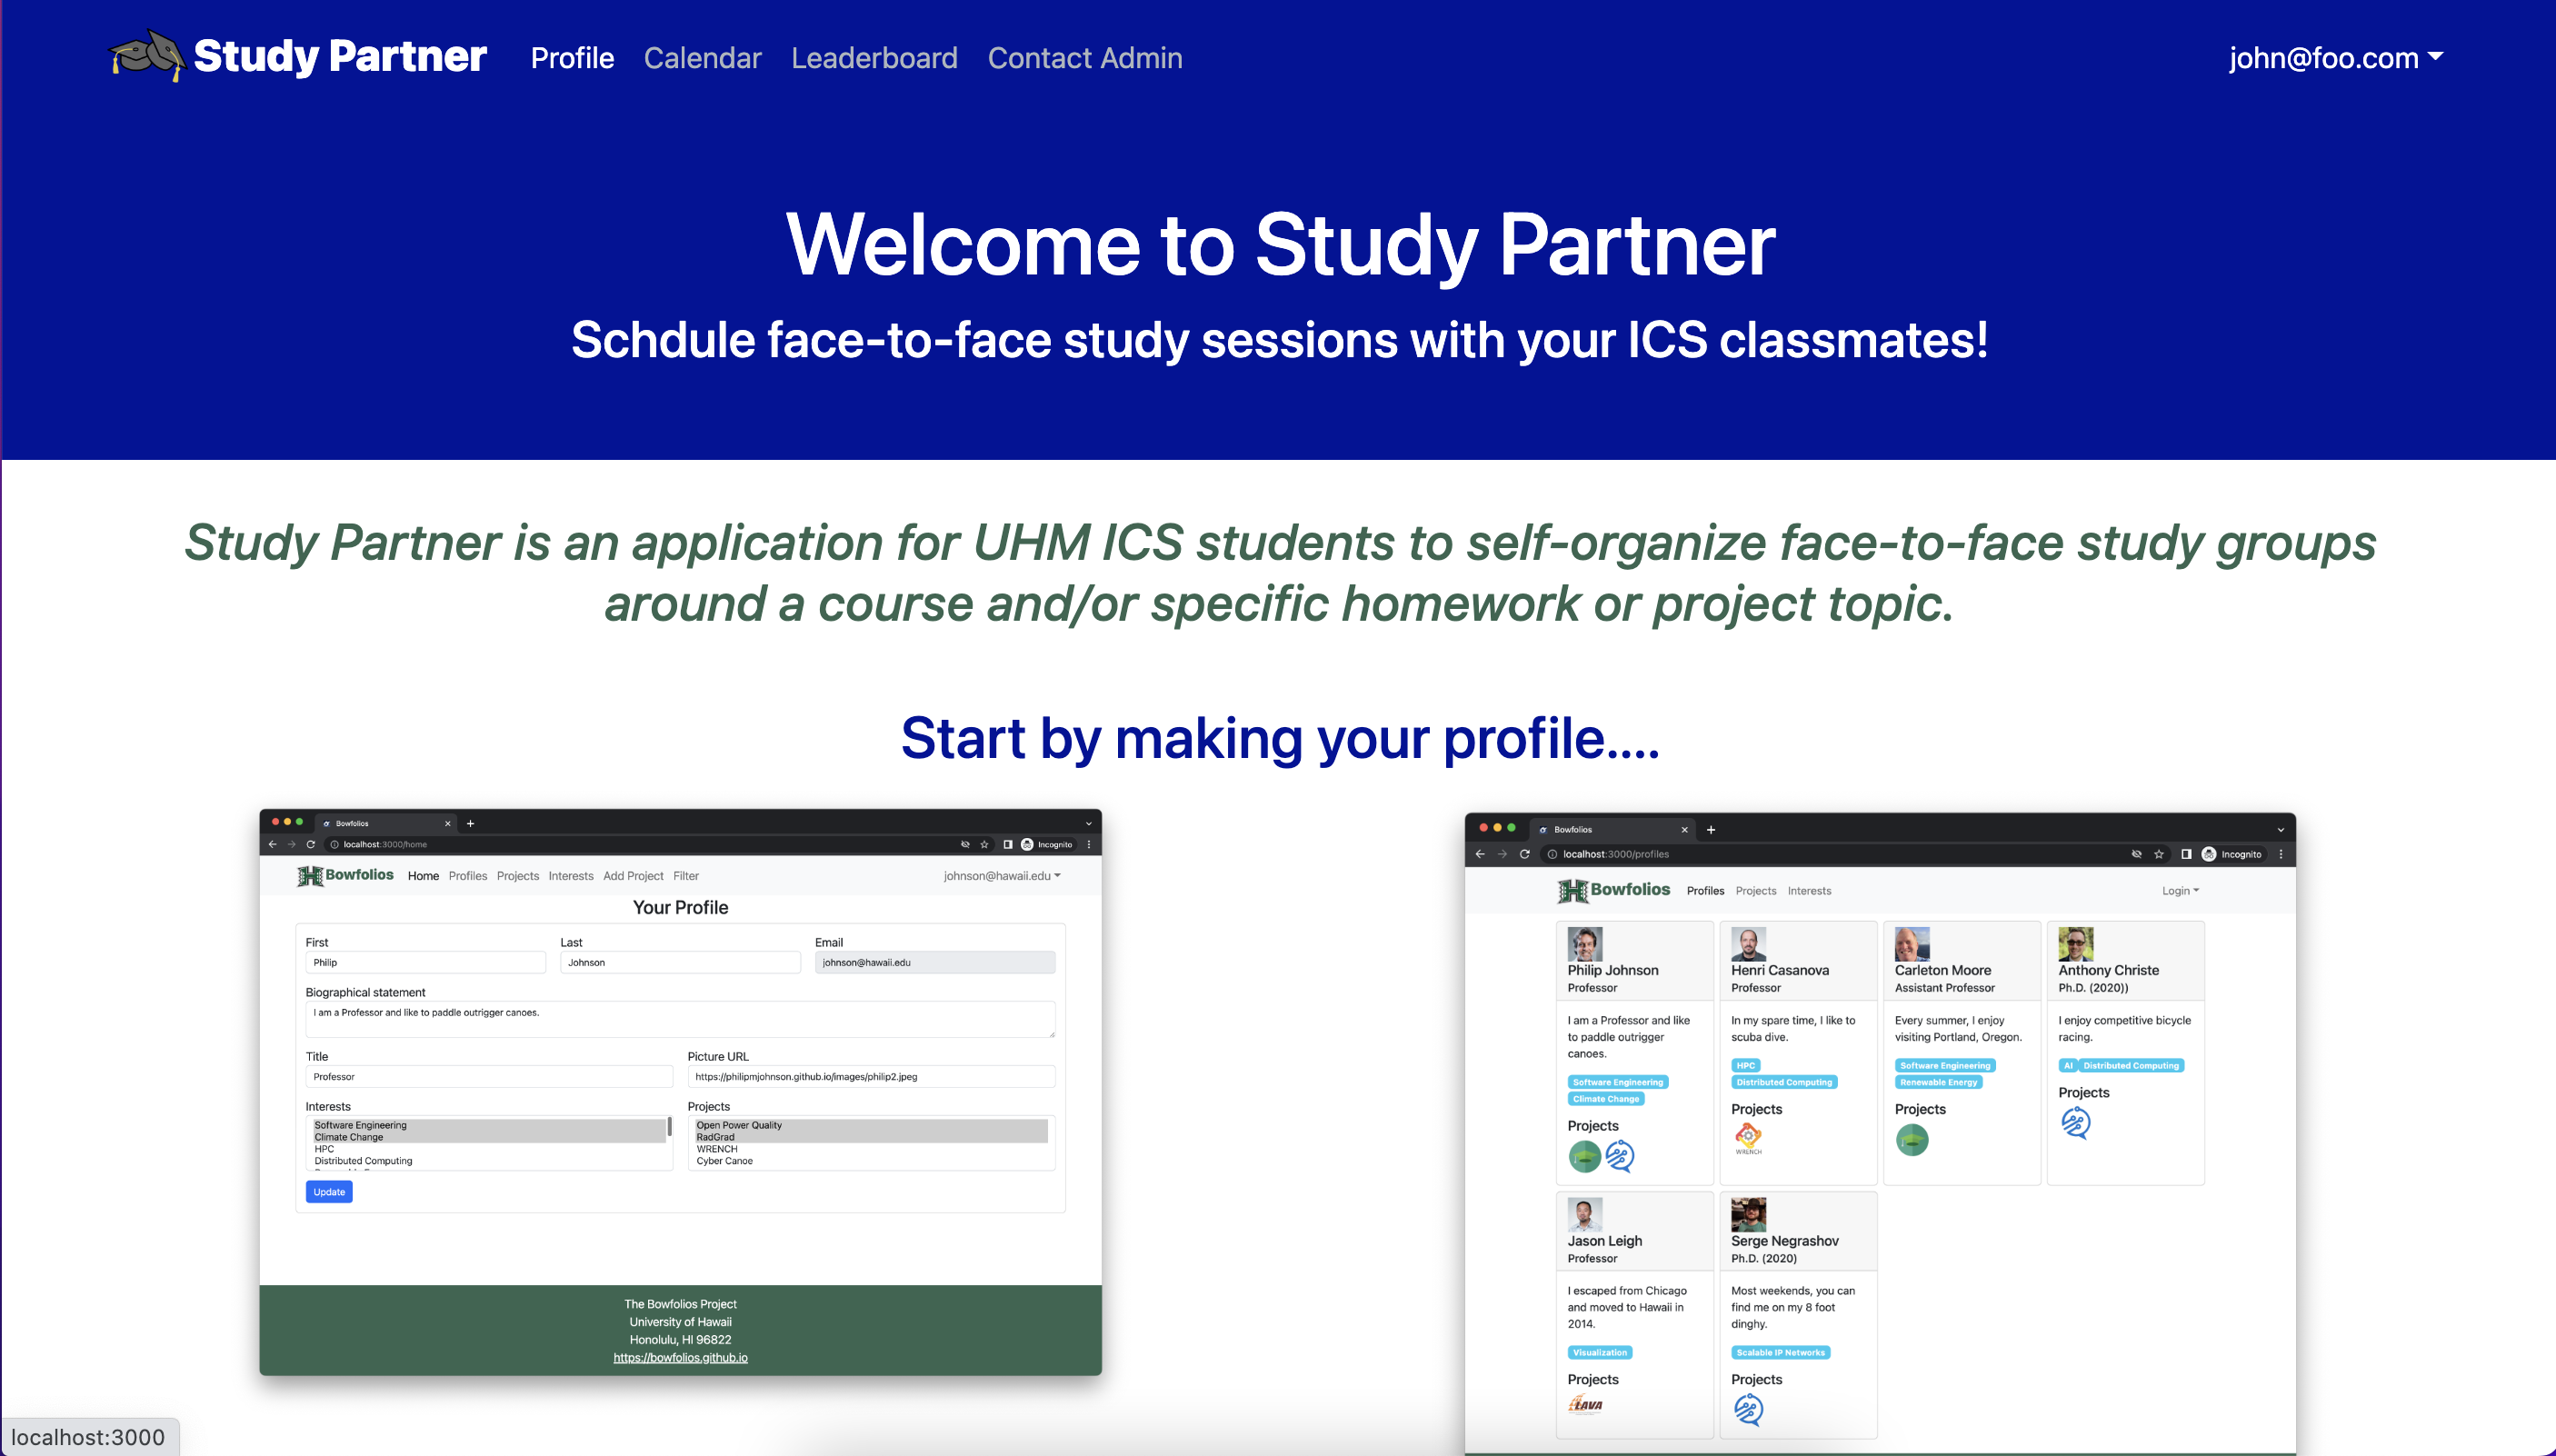 Study Partner Profile Calendar Leaderboard Contact Admin john@foo.com
Welcome to Study Partner
Schdule face-to-face study sessions with your ICS classmates!
Study Partner is an application for UHM ICS students to self-organize face-to-face study groups
around a course and/or specific homework or project topic.
Start by making your profile....
Bowfolios
localhost:3000/home Incognito
Bowfolios Home Profiles Projects Interests Add Project Filter johnson@hawaii.edu
Your Profile
First Last Email
Philip Johnson johnson@hawaii.edu
Biographical statement
I am a Professor and like to paddle outrigger canoes.
Title Picture URL
Professor https://philipmjohnson.github.io/images/philip2.jpeg
Interests Projects
Software Engineering Open Power Quality
Climate Change RadGrad
HPC WRENCH
Distributed Computing Cyber Canoe
Update
The Bowfolios Project
University of Hawaii
Honolulu, HI 96822
https://bowfolios.github.io
Bowfolios
localhost:3000/profiles Incognito
Bowfolios Profiles Projects Interests Login
Philip Johnson
Professor
I am a Professor and like
to paddle outrigger
canoes.
Software Engineering
Climate Change
Projects
Henri Casanova
Professor
In my spare time, I like to
scuba dive.
HPC
Distributed Computing
Projects
WRENCH
Carleton Moore
Assistant Professor
Every summer, I enjoy
visiting Portland, Oregon.
Software Engineering
Renewable Energy
Projects
Anthony Christe
Ph.D. (2020))
I enjoy competitive bicycle
racing.
AI Distributed Computing
Projects
Jason Leigh
Professor
I escaped from Chicago
and moved to Hawaii in
2014.
Visualization
Projects
LAVA
Serge Negrashov
Ph.D. (2020)
Most weekends, you can
find me on my 8 foot
dinghy.
Scalable IP Networks
Projects
localhost:3000